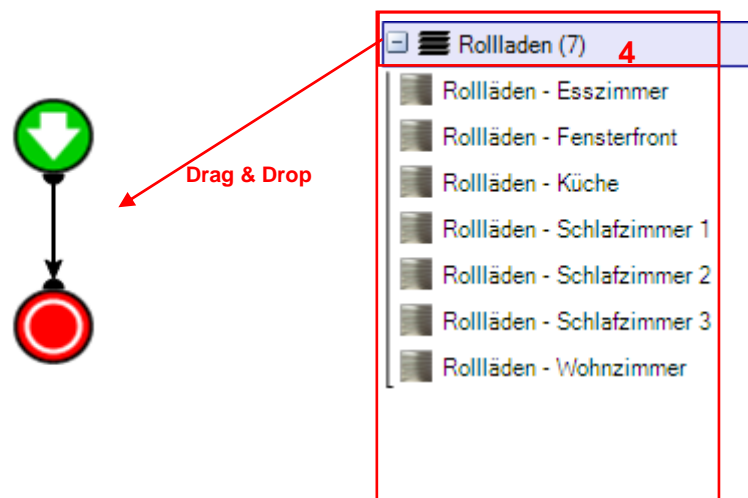 Rollladen (7)
4
Rollläden - Esszimmer
Rollläden - Fensterfront
Drag & Drop
Rollläden - Küche
Rollläden - Schlafzimmer 1
Rollläden - Schlafzimmer 2
Rollläden - Schlafzimmer 3
Rollläden - Wohnzimmer